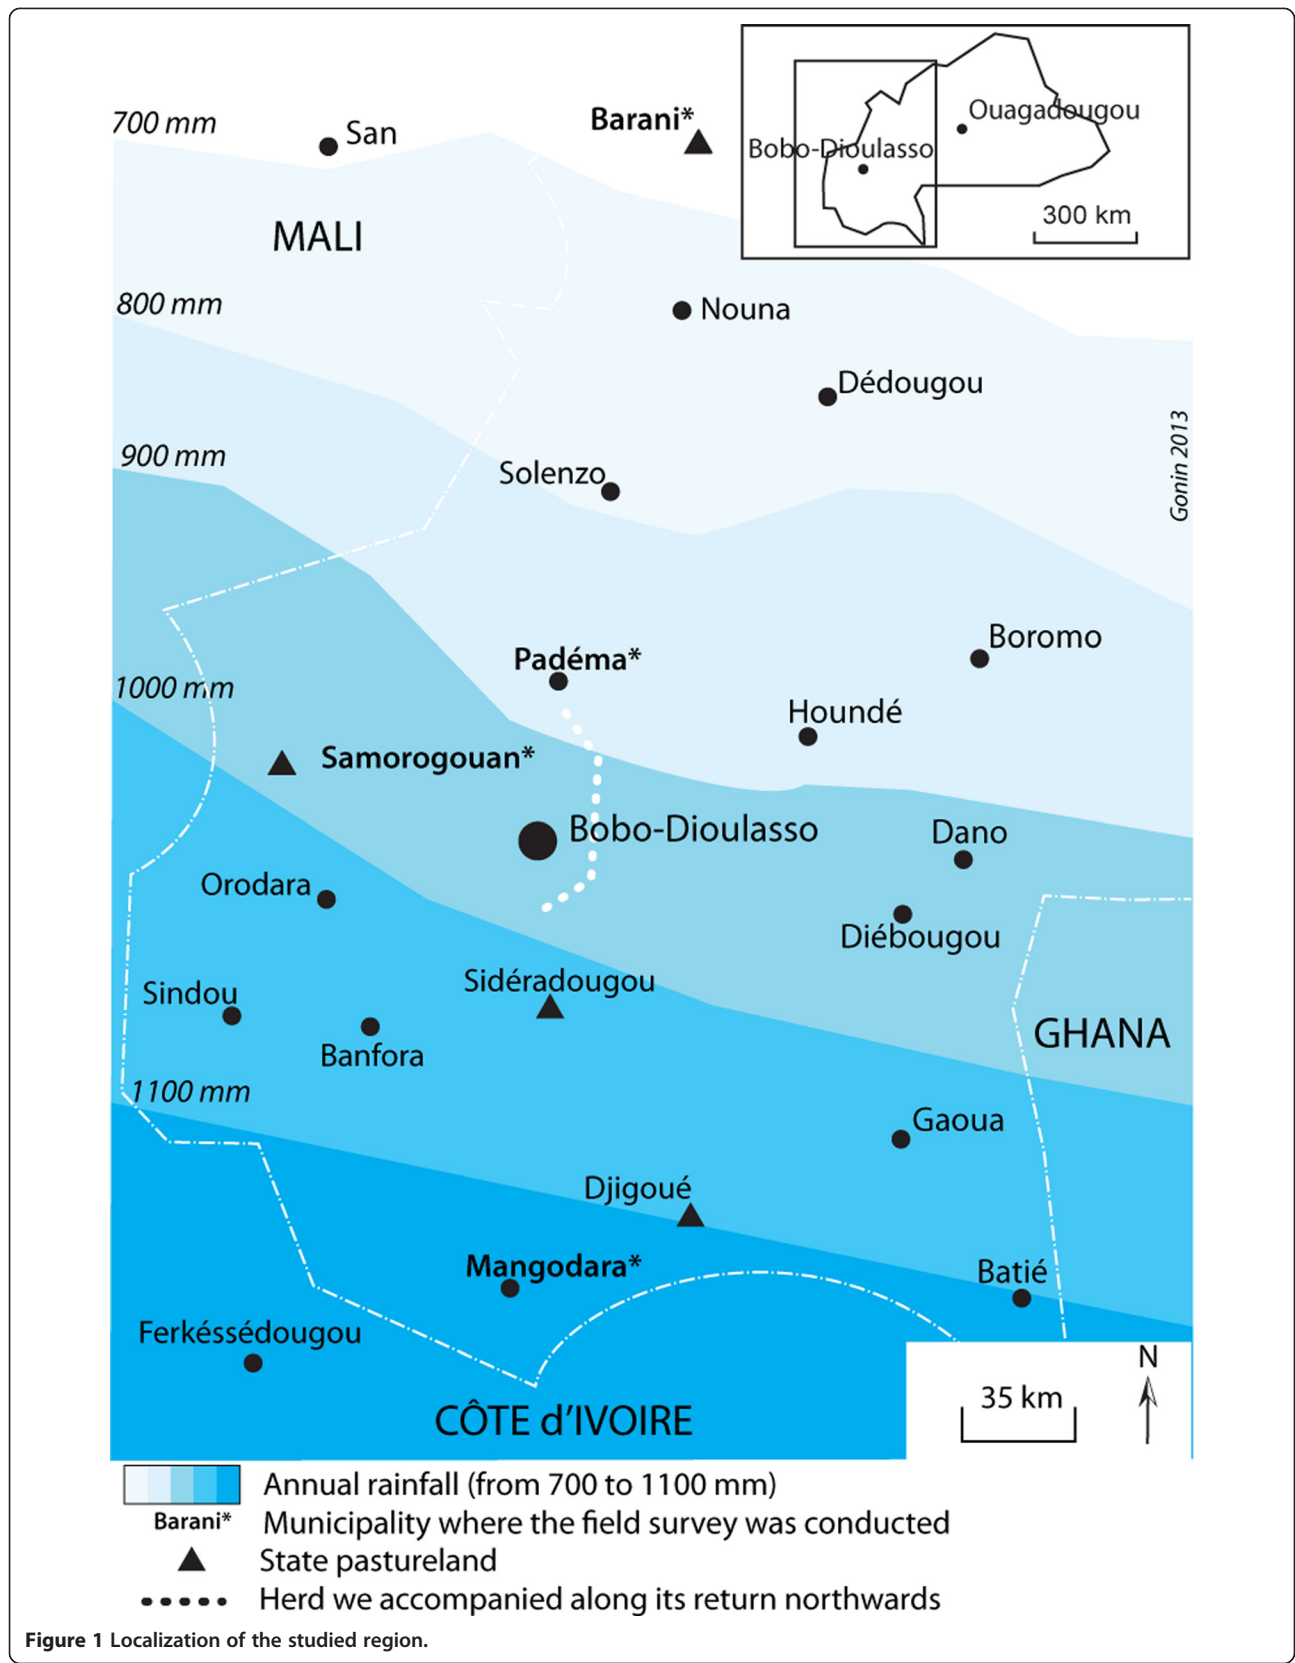 700 mm
San
Barani*
Ouagadougou
Bobo-Dioulasso
300 km
MALI
800 mm
Nouna
Dédougou
Gonin 2013
900 mm
Solenzo
Boromo
Padéma*
1000 mm
Houndé
Samorogouan*
Bobo-Dioulasso
Dano
Orodara
Diébougou
Sidéradougou
Sindou
GHANA
Banfora
1100 mm
Gaoua
Djigoué
Mangodara*
Batié
Ferkéssédougou
N
35 km
CÔTE d'IVOIRE
Annual rainfall (from 700 to 1100 mm)
Barani* Municipality where the field survey was conducted
State pastureland
Herd we accompanied along its return northwards
Figure 1 Localization of the studied region.